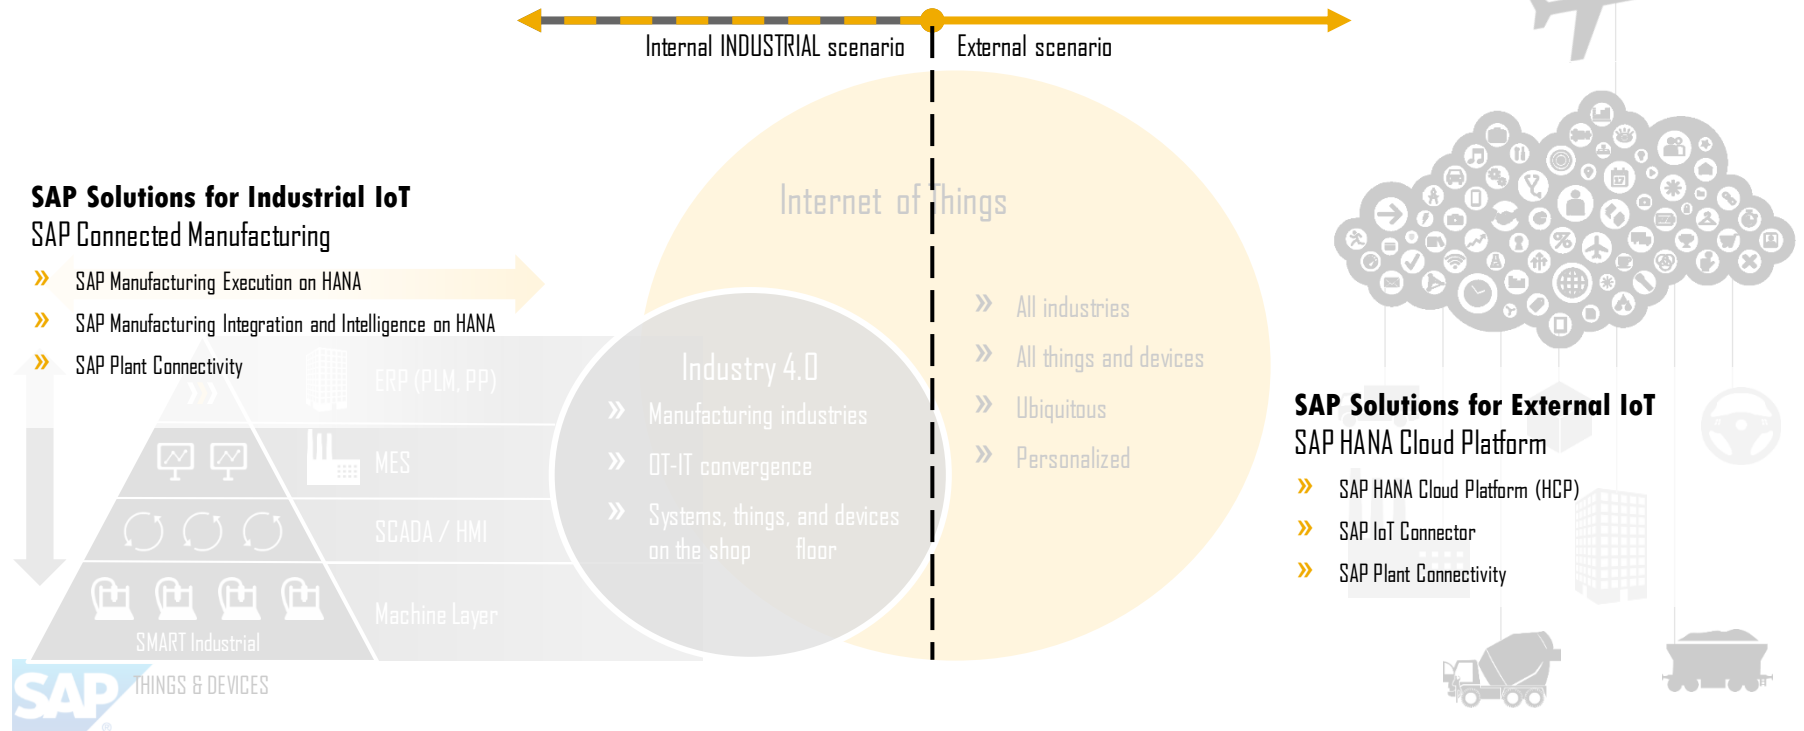 Internal INDUSTRIAL scenario
External scenario
SAP Solutions for Industrial IoT
SAP Connected Manufacturing
» SAP Manufacturing Execution on HANA
» SAP Manufacturing Integration and Intelligence on HANA
» SAP Plant Connectivity
ERP (PLM, PP)
MES
SCADA / HMI
Machine Layer
SMART Industrial
THINGS & DEVICES
SAP
®
Internet of Things
Industry 4.0
» Manufacturing industries
» OT-IT convergence
» Systems, things, and devices
on the shop floor
» All industries
» All things and devices
» Ubiquitous
» Personalized
SAP Solutions for External IoT
SAP HANA Cloud Platform
» SAP HANA Cloud Platform (HCP)
» SAP IoT Connector
» SAP Plant Connectivity